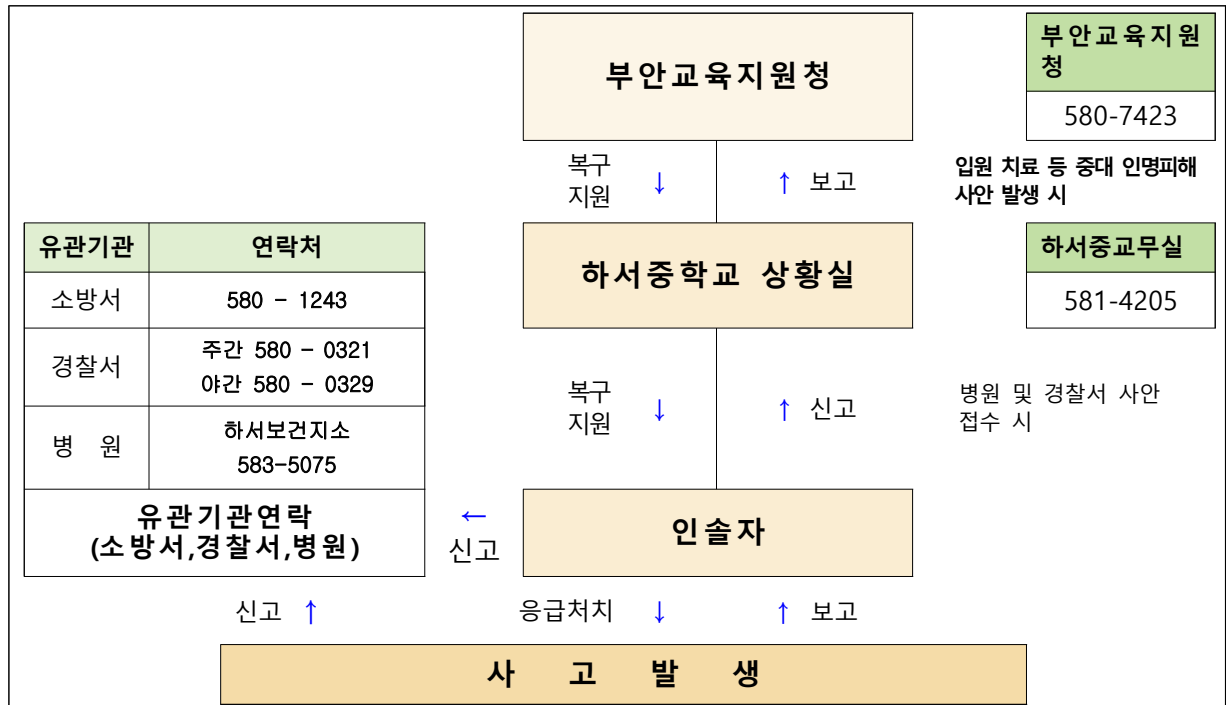 부안교육지원청
부안교육지원
청
580-7423
복구
지원
↓
↑ 보고
입원 치료 등 중대 인명피해
사안 발생 시
유관기관 연락처
소방서 580 - 1243
경찰서 주간 580 - 0321
야간 580 - 0329
병 원 하서보건지소
583-5075
하서중학교 상황실
하서중교무실
581-4205
복구
지원
↓
↑ 신고
병원 및 경찰서 사안
접수 시
유관기관연락
(소방서,경찰서,병원)
←
신고
인솔자
신고 ↑
응급처치 ↓
↑ 보고
사 고 발 생